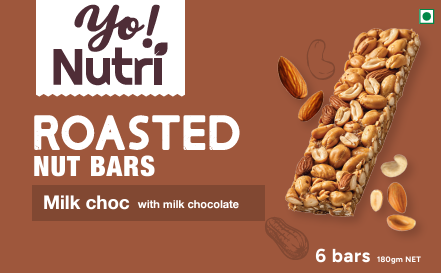 Yo!
Nutri
ROASTED
NUT BARS
Milk choc with milk chocolate
6 bars 180gm NET